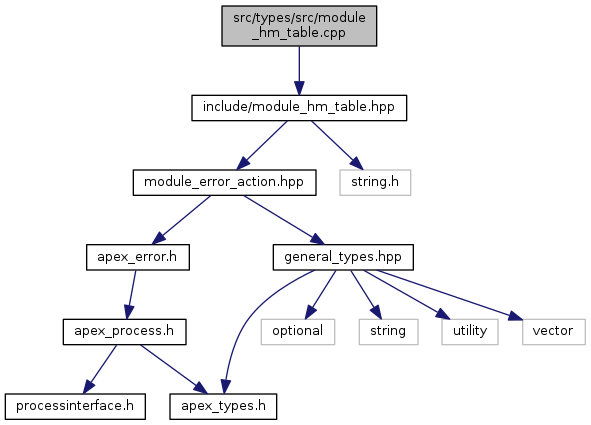 src/types/src/module
_hm_table.cpp
include/module_hm_table.hpp
module_error_action.hpp
string.h
apex_error.h
general_types.hpp
apex_process.h
optional
string
utility
vector
processinterface.h
apex_types.h